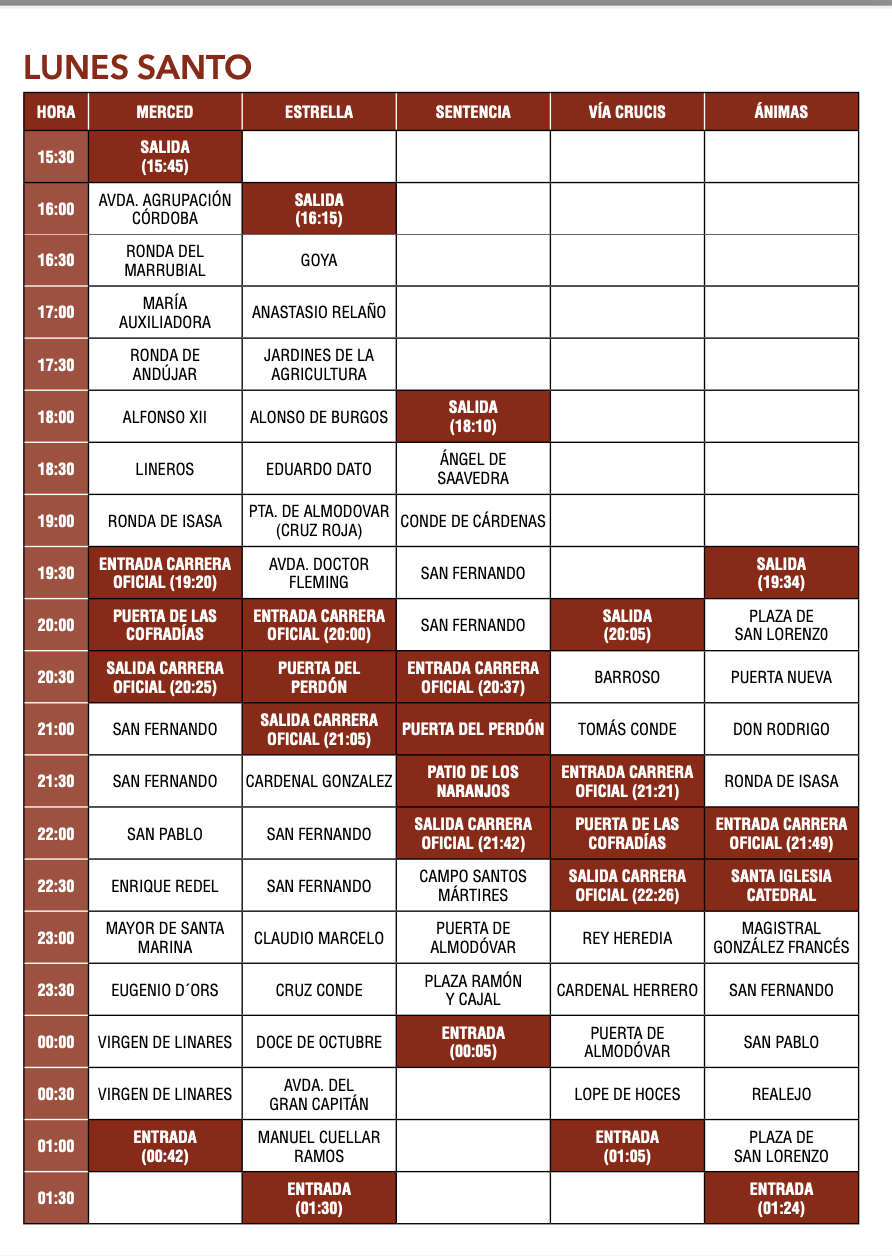 LUNES SANTO
HORA MERCED ESTRELLA SENTENCIA VÍA CRUCIS ÁNIMAS
15:30 SALIDA
(15:45)
16:00 AVDA. AGRUPACIÓN SALIDA
CÓRDOBA (16:15)
16:30 RONDA DEL GOYA
MARRUBIAL
17:00 MARÍA ANASTASIO RELAÑO
AUXILIADORA
17:30 RONDA DE JARDINES DE LA
ANDÚJAR AGRICULTURA
18:00 ALFONSO XII ALONSO DE BURGOS SALIDA
(18:10)
18:30 LINEROS EDUARDO DATO ÁNGEL DE
SAAVEDRA
19:00 RONDA DE ISASA PTA. DE ALMODOVAR CONDE DE CÁRDENAS
(CRUZ ROJA)
19:30 ENTRADA CARRERA AVDA. DOCTOR SAN FERNANDO SALIDA
OFICIAL (19:20) FLEMING (19:34)
20:00 PUERTA DE LAS ENTRADA CARRERA SAN FERNANDO SALIDA PLAZA DE
COFRADÍAS OFICIAL (20:00) (20:05) SAN LORENZ0
20:30 SALIDA CARRERA PUERTA DEL ENTRADA CARRERA BARROSO PUERTA NUEVA
OFICIAL (20:25) PERDÓN OFICIAL (20:37)
21:00 SAN FERNANDO SALIDA CARRERA PUERTA DEL PERDÓN TOMÁS CONDE DON RODRIGO
OFICIAL (21:05)
21:30 SAN FERNANDO CARDENAL GONZALEZ PATIO DE LOS ENTRADA CARRERA RONDA DE ISASA
NARANJOS OFICIAL (21:21)
22:00 SAN PABLO SAN FERNANDO SALIDA CARRERA PUERTA DE LAS ENTRADA CARRERA
OFICIAL (21:42) COFRADÍAS OFICIAL (21:49)
22:30 ENRIQUE REDEL SAN FERNANDO CAMPO SANTOS SALIDA CARRERA SANTA IGLESIA
MÁRTIRES OFICIAL (22:26) CATEDRAL
23:00 MAYOR DE SANTA CLAUDIO MARCELO PUERTA DE REY HEREDIA MAGISTRAL
MARINA ALMODÓVAR GONZÁLEZ FRANCÉS
23:30 EUGENIO D´ORS CRUZ CONDE PLAZA RAMÓN CARDENAL HERRERO SAN FERNANDO
Y CAJAL
00:00 VIRGEN DE LINARES DOCE DE OCTUBRE ENTRADA PUERTA DE SAN PABLO
(00:05) ALMODÓVAR
00:30 VIRGEN DE LINARES AVDA. DEL LOPE DE HOCES REALEJO
GRAN CAPITÁN
01:00 ENTRADA MANUEL CUELLAR ENTRADA PLAZA DE
(00:42) RAMOS (01:05) SAN LORENZO
01:30 ENTRADA ENTRADA
(01:30) (01:24)